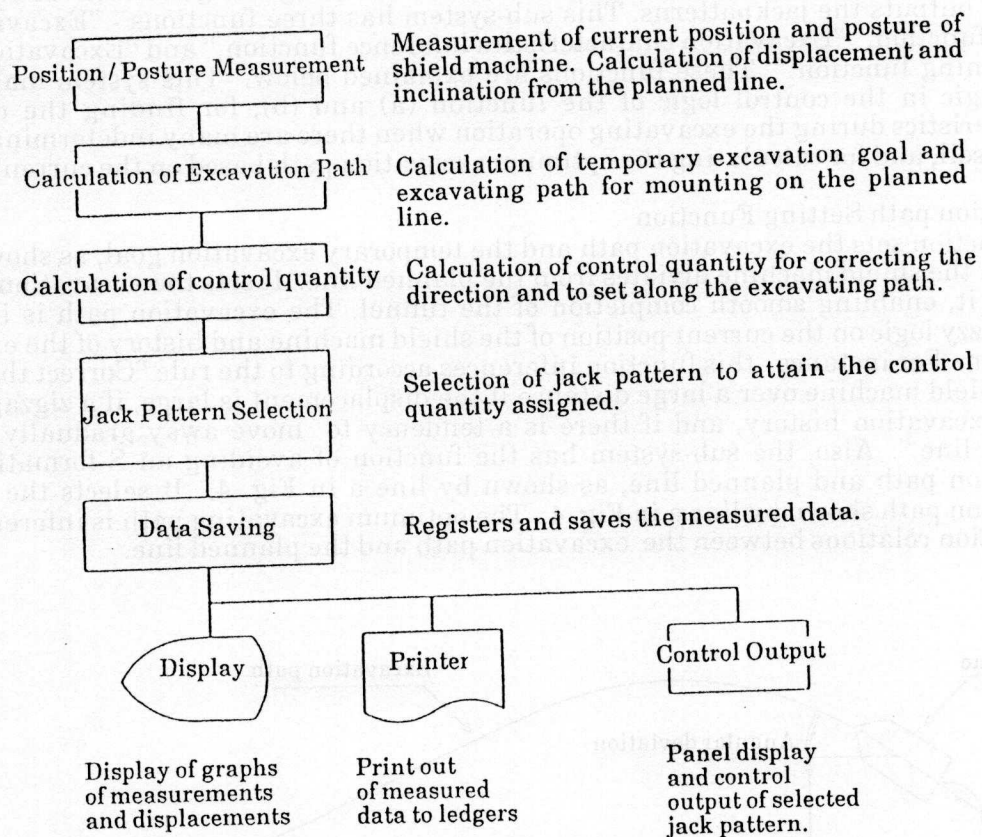 Position / Posture Measurement
Measurement of current position and posture of
shield machine. Calculation of displacement and
inclination from the planned line.
Calculation of Excavation Path
Calculation of temporary excavation goal and
excavating path for mounting on the planned
line.
Calculation of control quantity
Calculation of control quantity for correcting the
direction and level along the excavating path.
Jack Pattern Selection
Selection of jack pattern to attain the control
quantity assigned.
Data Saving
Registers and saves the measured data.
Display
Printer
Control Output
Display of graphs
of measurements
and displacements
Print out
of measured
data to ledgers
Panel display
and control
output of selected
jack pattern.